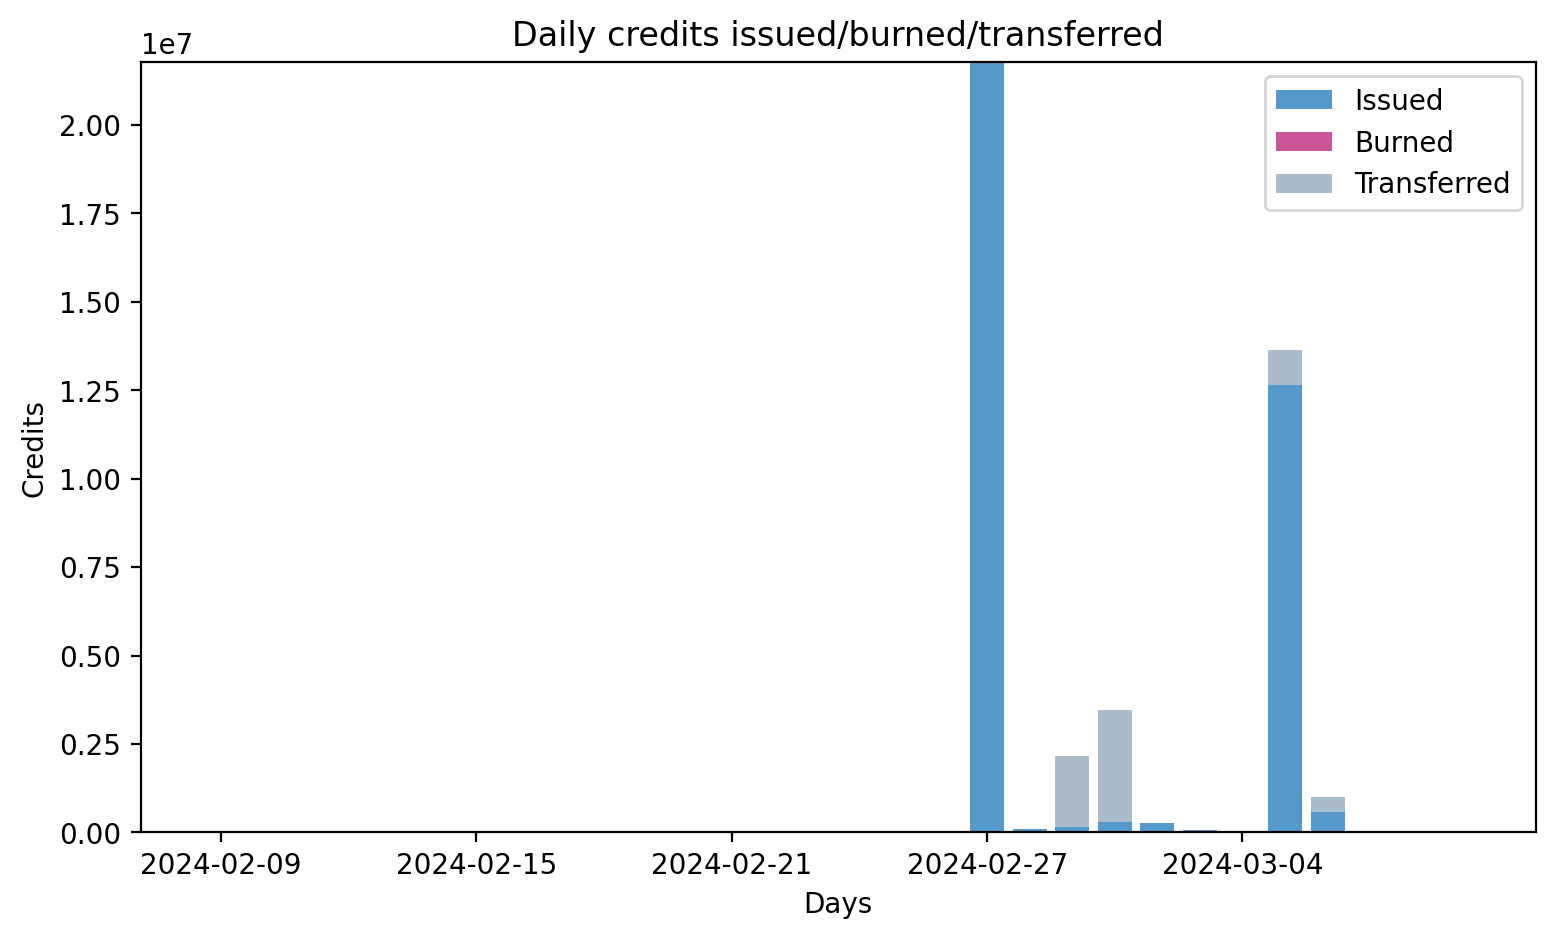 Daily credits issued/burned/transferred
1e7
Issued
Burned
Transferred
2.00
1.75
1.50
1.25
1.00
0.75
0.50
0.25
0.00
Credits
2024-02-09
2024-02-15
2024-02-21
2024-02-27
2024-03-04
Days